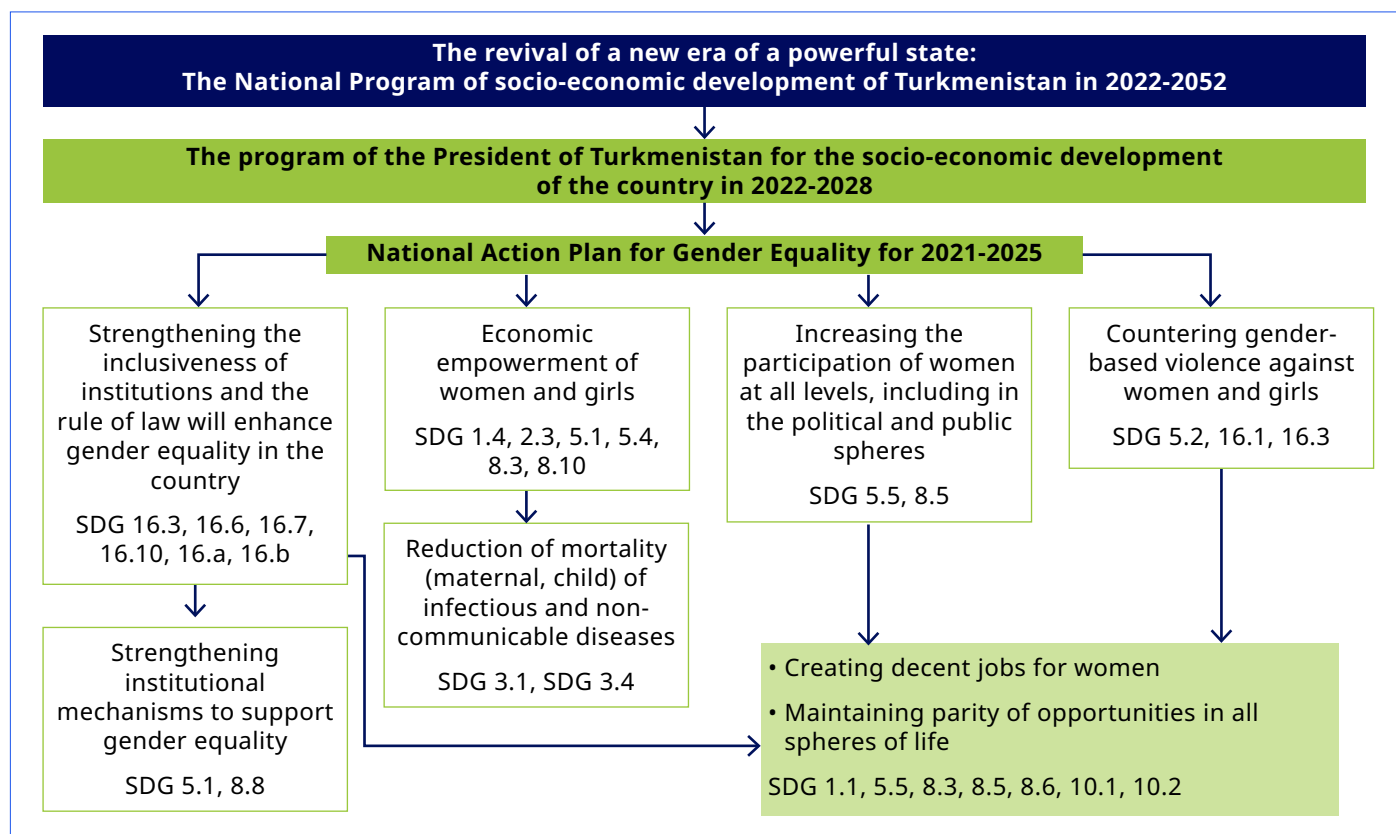 The revival of a new era of a powerful state:
The National Program of socio-economic development of Turkmenistan in 2022-2052
The program of the President of Turkmenistan for the socio-economic development
of the country in 2022-2028
National Action Plan for Gender Equality for 2021-2025
Strengthening the
inclusiveness of
institutions and the
rule of law will enhance
gender equality in the
country
SDG 16.3, 16.6, 16.7,
16.10, 16.a, 16.b
Economic
empowerment of
women and girls
SDG 1.4, 2.3, 5.1, 5.4,
8.3, 8.10
Increasing the
participation of women
at all levels, including in
the political and public
spheres
SDG 5.5, 8.5
Countering gender-
based violence against
women and girls
SDG 5.2, 16.1, 16.3
Strengthening
institutional
mechanisms to support
gender equality
SDG 5.1, 8.8
Reduction of mortality
(maternal, child) of
infectious and non-
communicable diseases
SDG 3.1, SDG 3.4
• Creating decent jobs for women
• Maintaining parity of opportunities in all
spheres of life
SDG 1.1, 5.5, 8.3, 8.5, 8.6, 10.1, 10.2